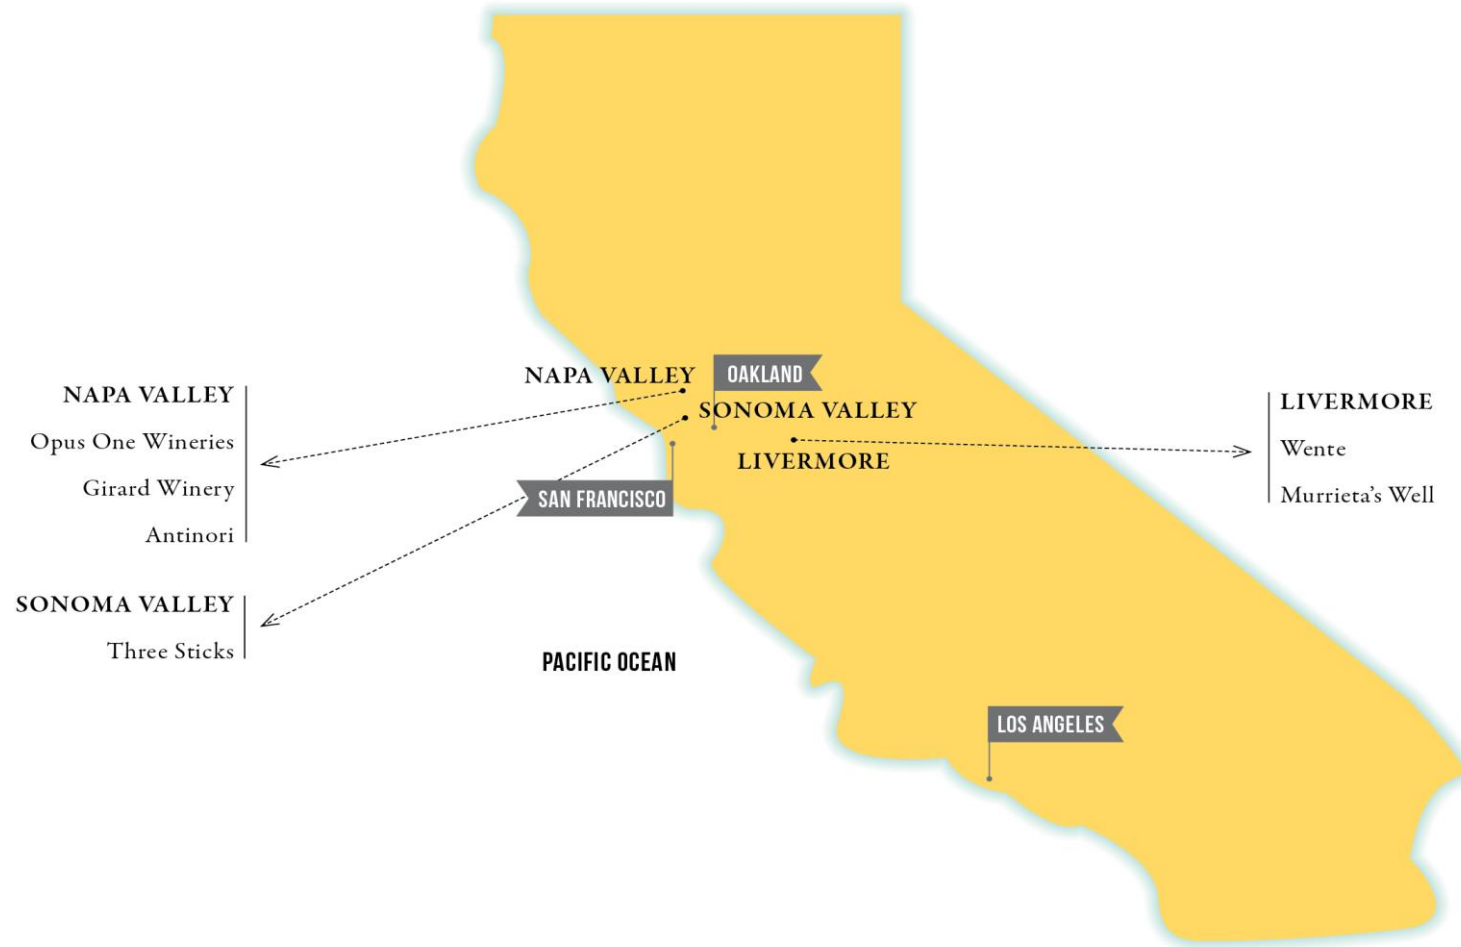 NAPA VALLEY
OAKLAND
SONOMA VALLEY
LIVERMORE
SAN FRANCISCO
NAPA VALLEY
Opus One Wineries
Girard Winery
Antinori
SONOMA VALLEY
Three Sticks
LIVERMORE
Wente
Murrieta’s Well
PACIFIC OCEAN
LOS ANGELES